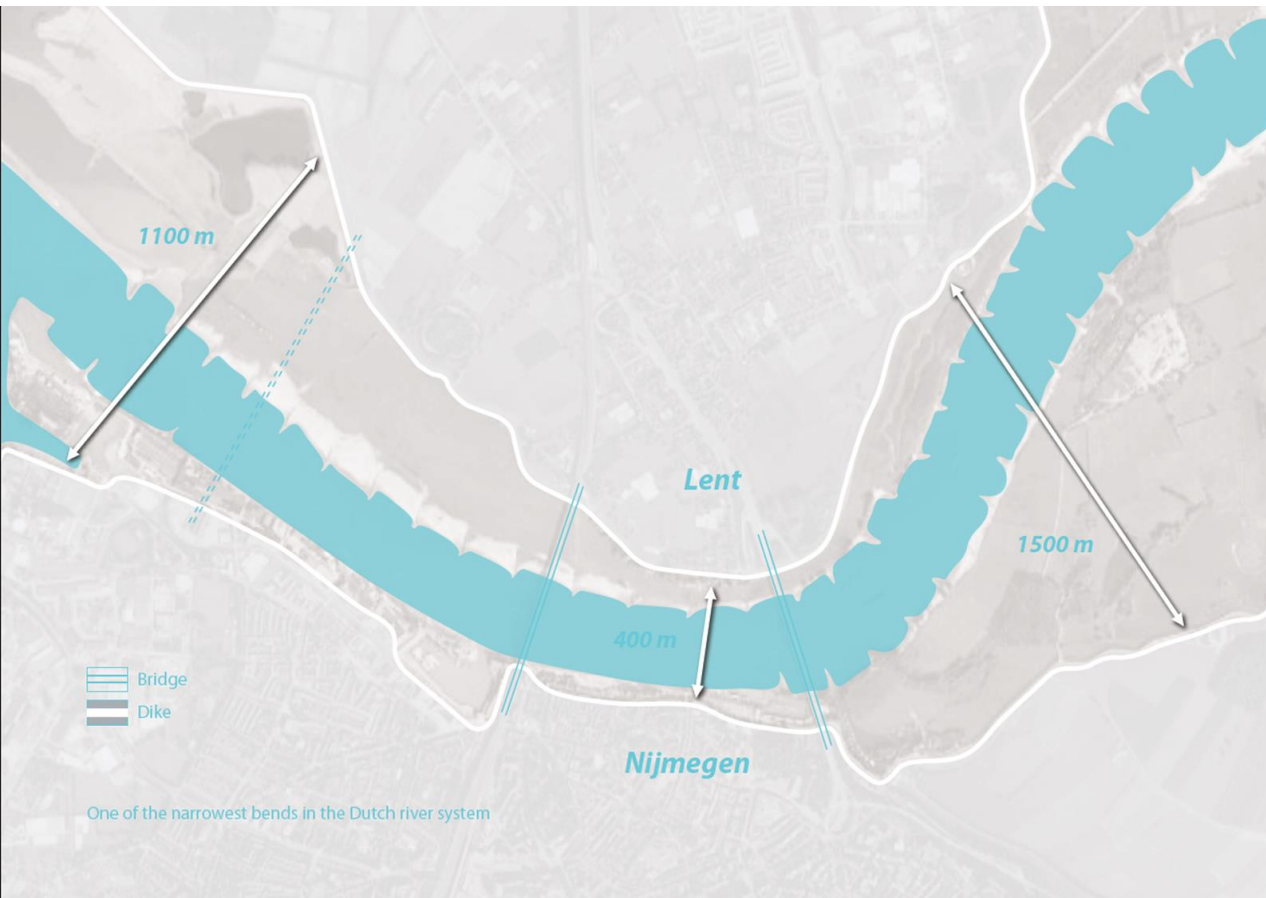 1100 m
Lent
1500 m
400 m
Bridge
Dike
Nijmegen
One of the narrowest bends in the Dutch river system